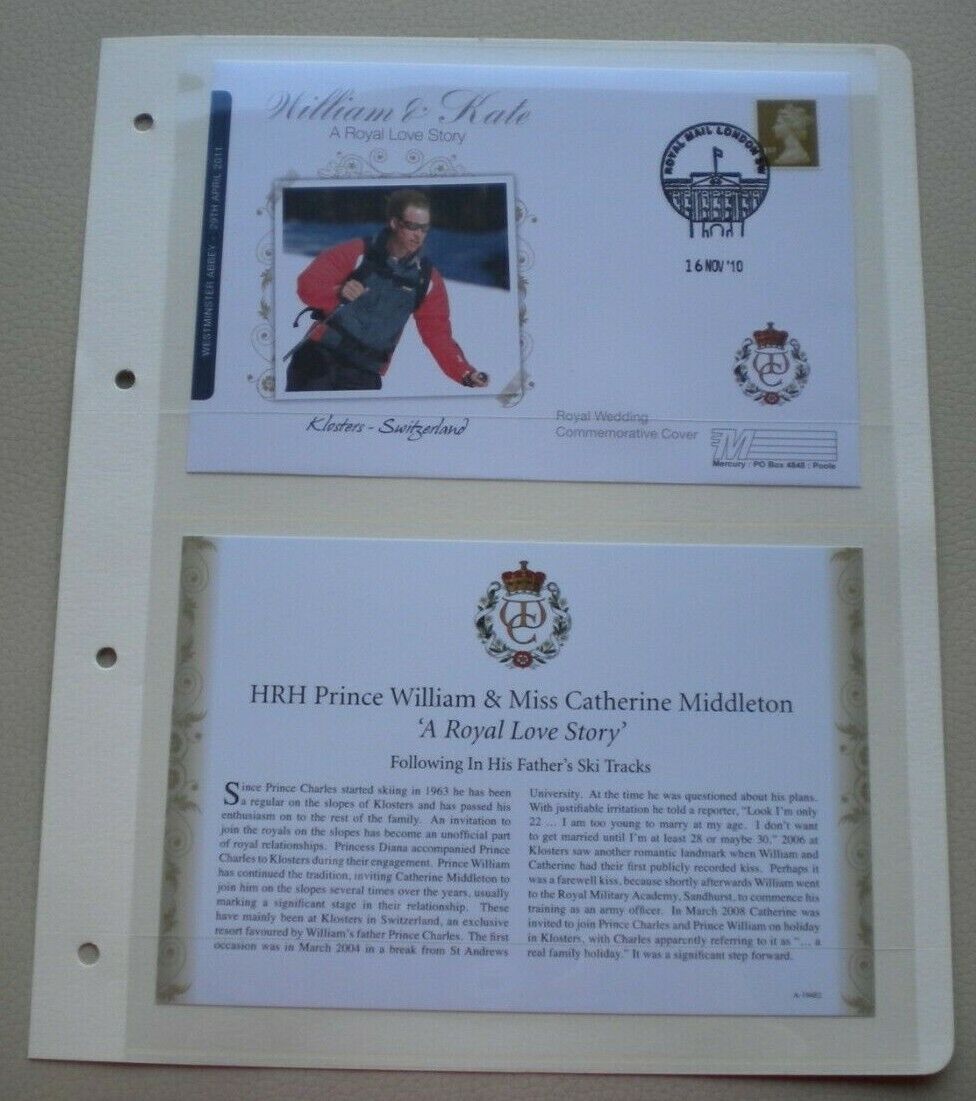 William & Kate
A Royal Love Story
WESTMINSTER ABBEY - 29TH APRIL 2011
ROYAL MAIL LONDON SW
16 NOV '10
Klosters - Switzerland
Royal Wedding
Commemorative Cover
M
Mercury : PO Box 4848 : Poole
HRH Prince William & Miss Catherine Middleton
‘A Royal Love Story’
Following In His Father's Ski Tracks
Since Prince Charles started skiing in 1963 he has been
a regular on the slopes of Klosters and has passed his
enthusiasm on to the rest of the family. An invitation to
join the royals on the slopes has become an unofficial part
of royal relationships. Princess Diana accompanied Prince
Charles to Klosters during their engagement. Prince William
has continued the tradition, inviting Catherine Middleton to
join him on the slopes several times over the years, usually
marking a significant stage in their relationship. These
have mainly been at Klosters in Switzerland, an exclusive
resort favoured by William's father Prince Charles. The first
occasion was in March 2004 in a break from St Andrews
University. At the time he was questioned about his plans.
With justifiable irritation he told a reporter, “Look I'm only
22 ... I am too young to marry at my age. I don't want
to get married until I'm at least 28 or maybe 30,” 2006 at
Klosters saw another romantic landmark when William and
Catherine had their first publicly recorded kiss. Perhaps it
was a farewell kiss, because shortly afterwards William went
to the Royal Military Academy, Sandhurst, to commence his
training as an army officer. In March 2008 Catherine was
invited to join Prince Charles and Prince William on holiday
in Klosters, with Charles apparently referring to it as “... a
real family holiday.” It was a significant step forward.